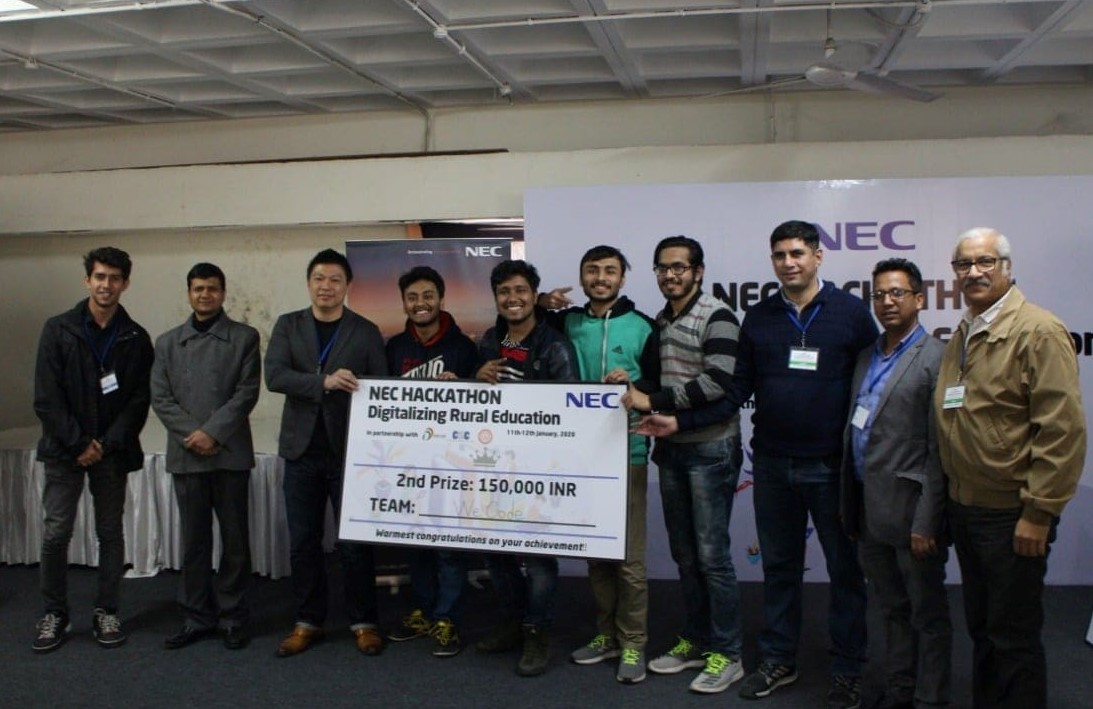 NEC
NEC
NEC HACKATHON
Digitalizing Rural Education
NEC
In partnership with
11th-12th January, 2020
2nd Prize: 150,000 INR
TEAM: We Code
Warmest congratulations on your achievement!